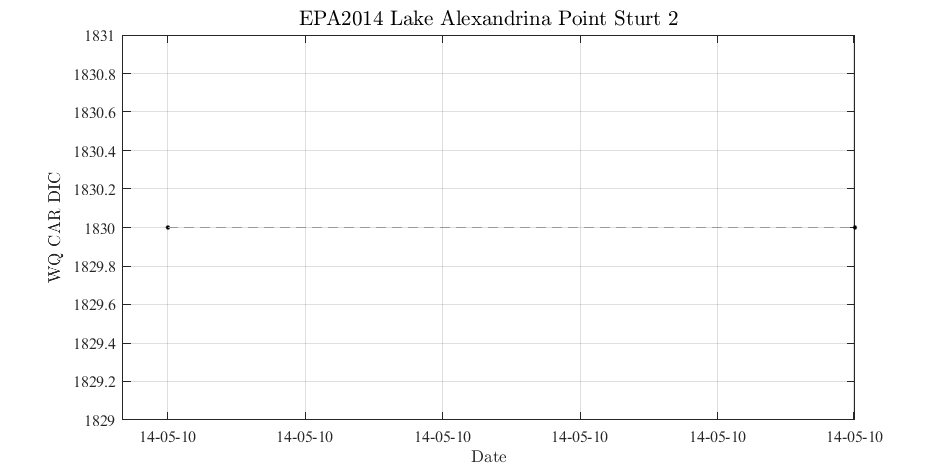 EPA2014 Lake Alexandrina Point Sturt 2
WQ CAR DIC
1831
1830.8
1830.6
1830.4
1830.2
1830
1829.8
1829.6
1829.4
1829.2
1829
14-05-10 14-05-10 14-05-10 14-05-10 14-05-10 14-05-10
Date